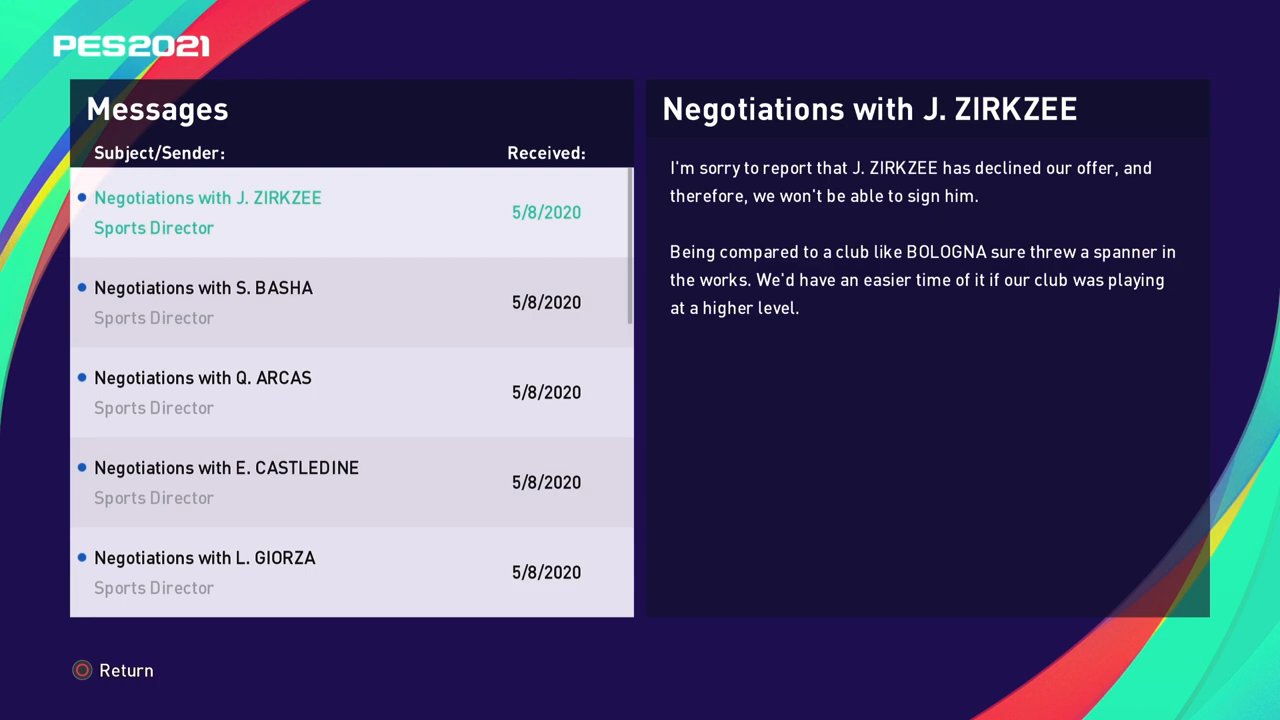 PES2021
Messages
Subject/Sender:
Received:
Negotiations with J. ZIRKZEE
Sports Director
5/8/2020
Negotiations with S. BASHA
Sports Director
5/8/2020
Negotiations with Q. ARCAS
Sports Director
5/8/2020
Negotiations with E. CASTLEDINE
Sports Director
5/8/2020
Negotiations with L. GIORZA
Sports Director
5/8/2020
Negotiations with J. ZIRKZEE
I'm sorry to report that J. ZIRKZEE has declined our offer, and
therefore, we won't be able to sign him.
Being compared to a club like BOLOGNA sure threw a spanner in
the works. We'd have an easier time of it if our club was playing
at a higher level.
Return